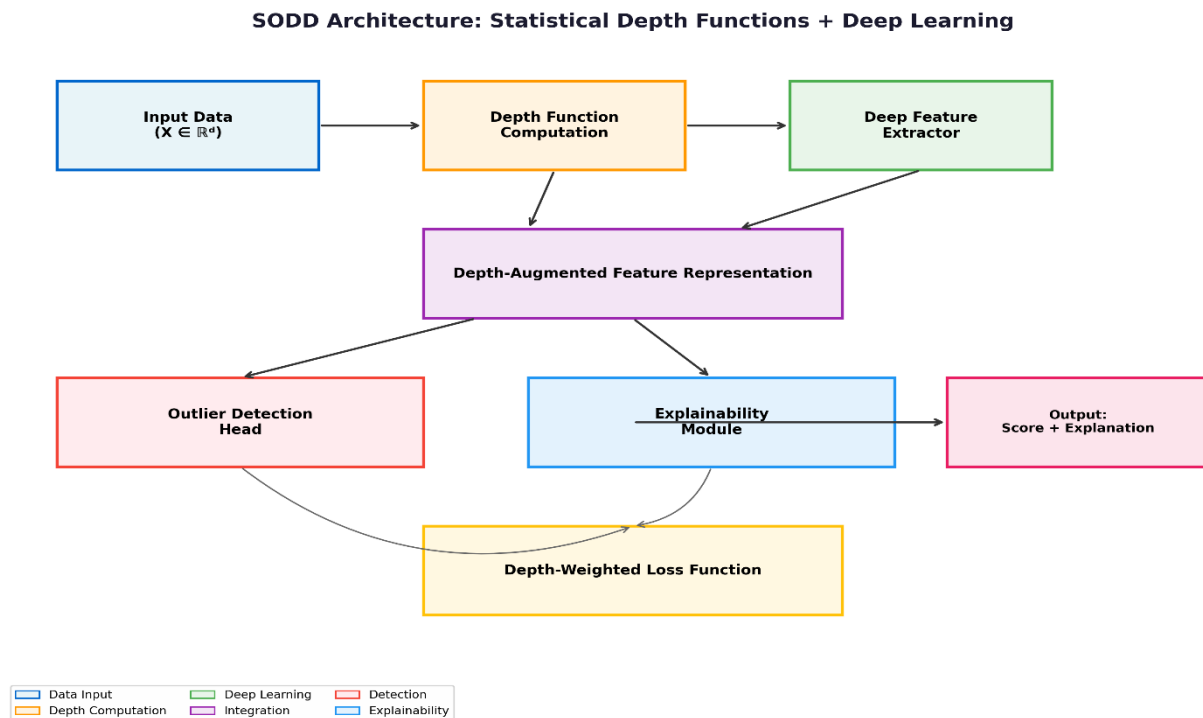 SODD Architecture: Statistical Depth Functions + Deep Learning
Input Data
(X ∈ ℝᵈ)
Depth Function
Computation
Deep Feature
Extractor
Depth-Augmented Feature Representation
Outlier Detection
Head
Explainability
Module
Output:
Score + Explanation
Depth-Weighted Loss Function
Data Input
Depth Computation
Deep Learning
Integration
Detection
Explainability